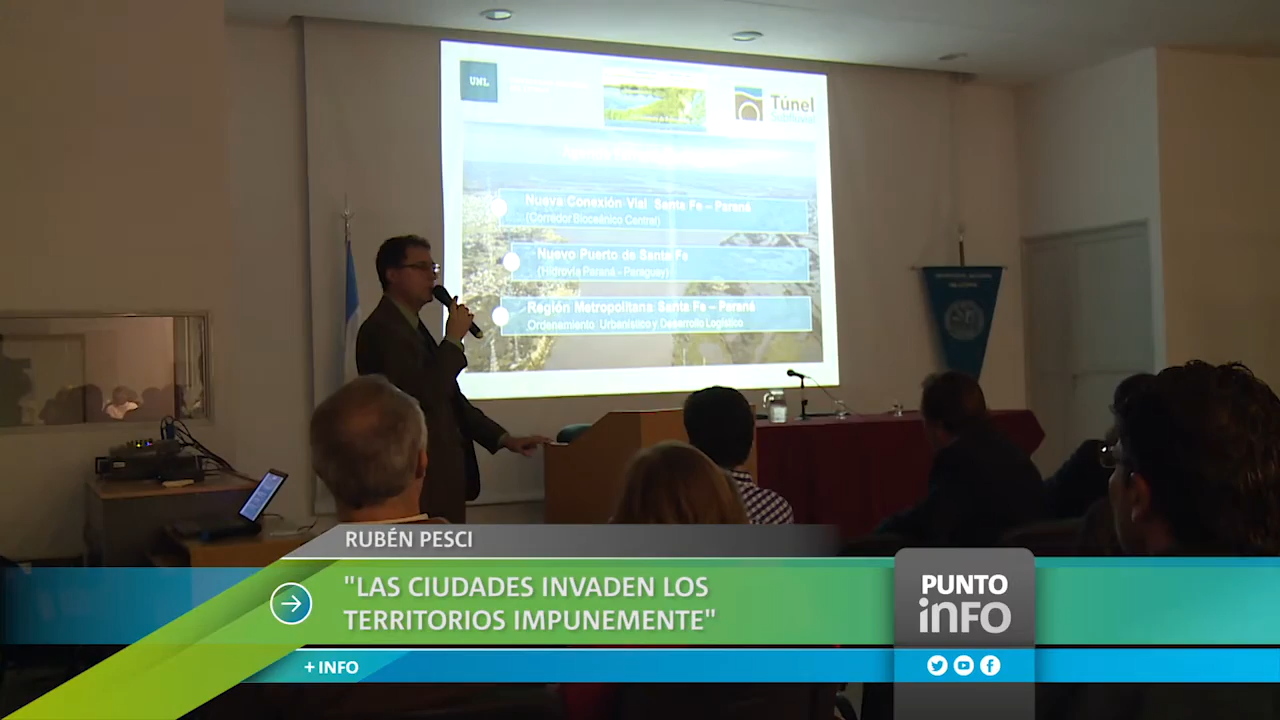 UNL
Túnel
Subfluvial
Nueva Conexión Vial Santa Fe – Paraná
(Corredor Bioceánico Central)
Nuevo Puerto de Santa Fe
(Hidrovía Paraná - Paraguay)
Región Metropolitana Santa Fe – Paraná
Ordenamiento Urbanístico y Desarrollo Logístico
RUBÉN PESCI
"LAS CIUDADES INVADEN LOS
TERRITORIOS IMPUNEMENTE"
PUNTO
iNFO
+ INFO